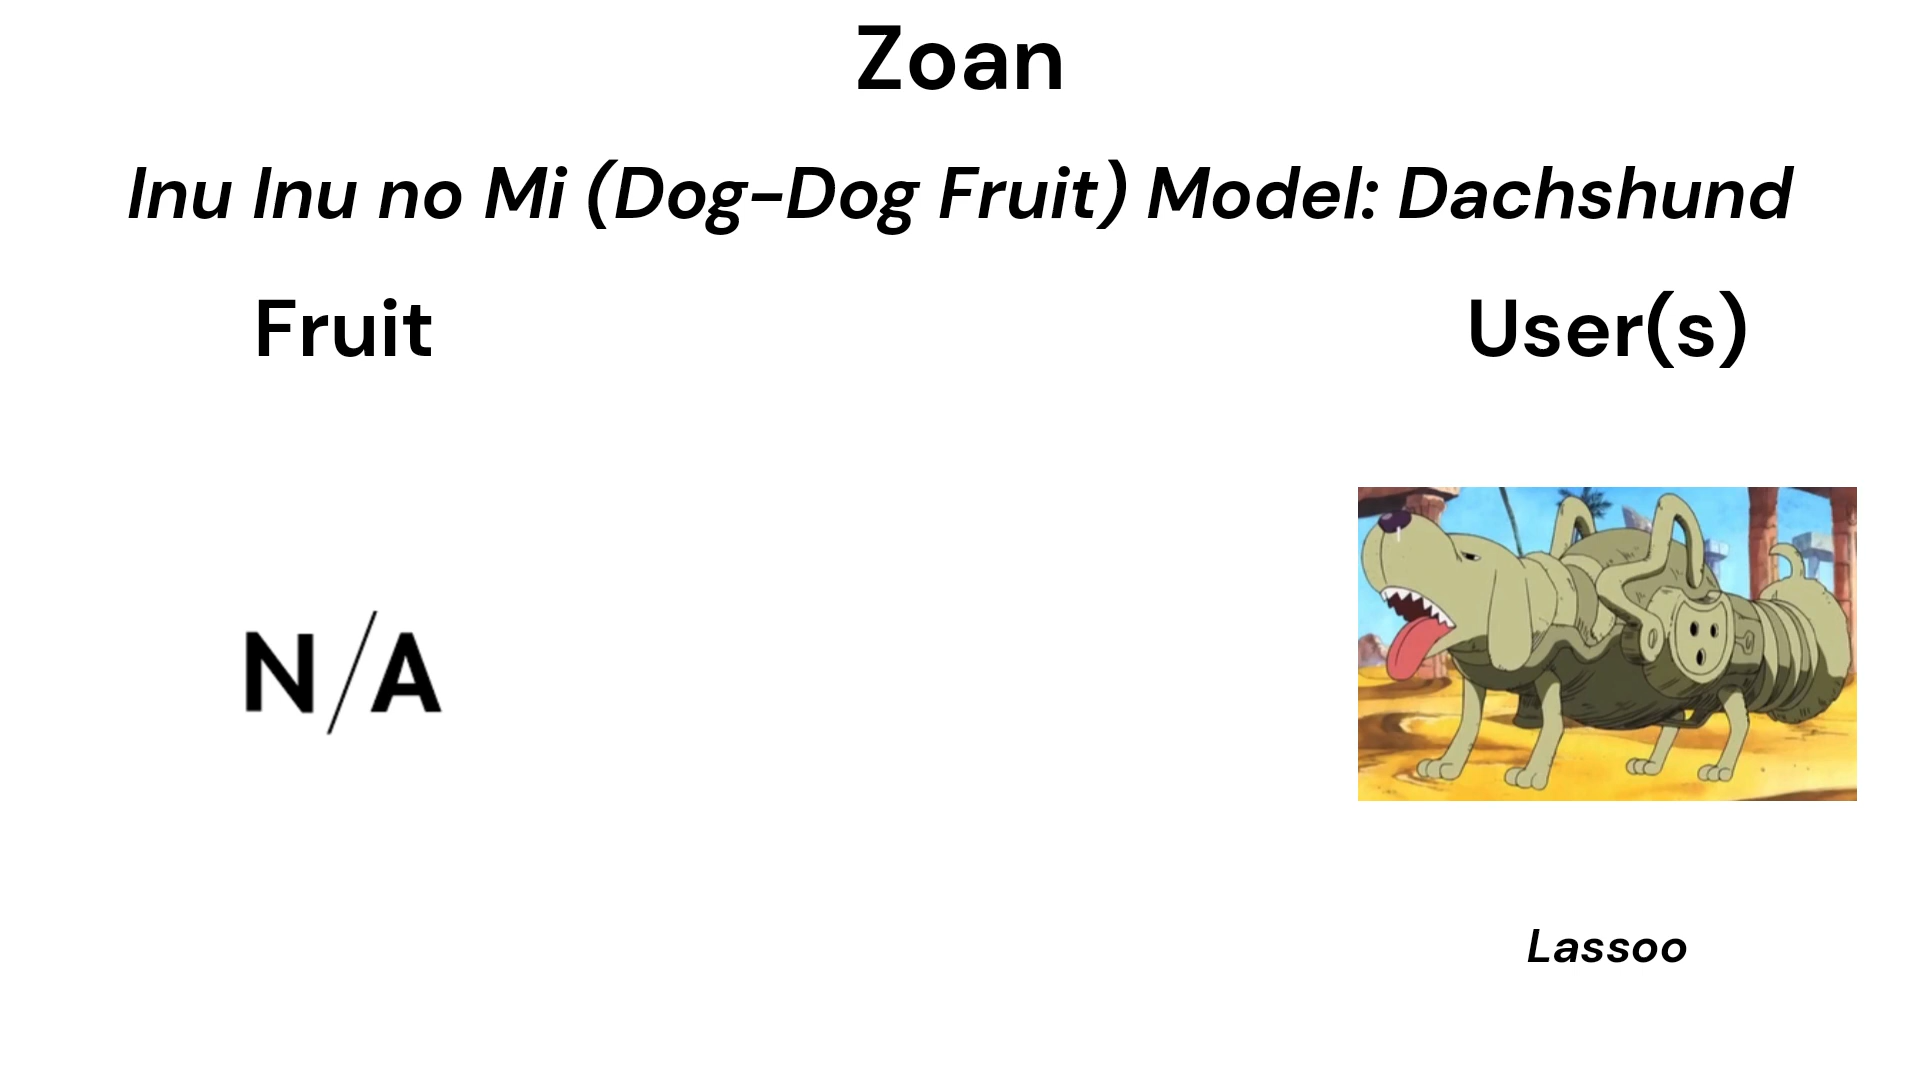 Zoan
Inu Inu no Mi (Dog-Dog Fruit) Model: Dachshund
Fruit
User(s)
N/A
Lassoo